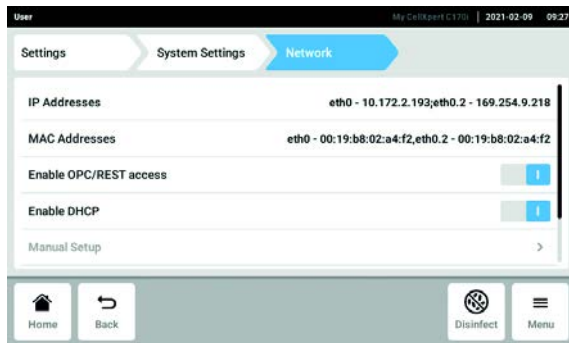 User My CellXpert C170i 2021-02-09 09:27
Settings System Settings Network
IP Addresses eth0 - 10.172.2.193;eth0.2 - 169.254.9.218
MAC Addresses eth0 - 00:19:b8:02:a4:f2,eth0.2 - 00:19:b8:02:a4:f2
Enable OPC/REST access
Enable DHCP
Manual Setup
Home Back Disinfect Menu